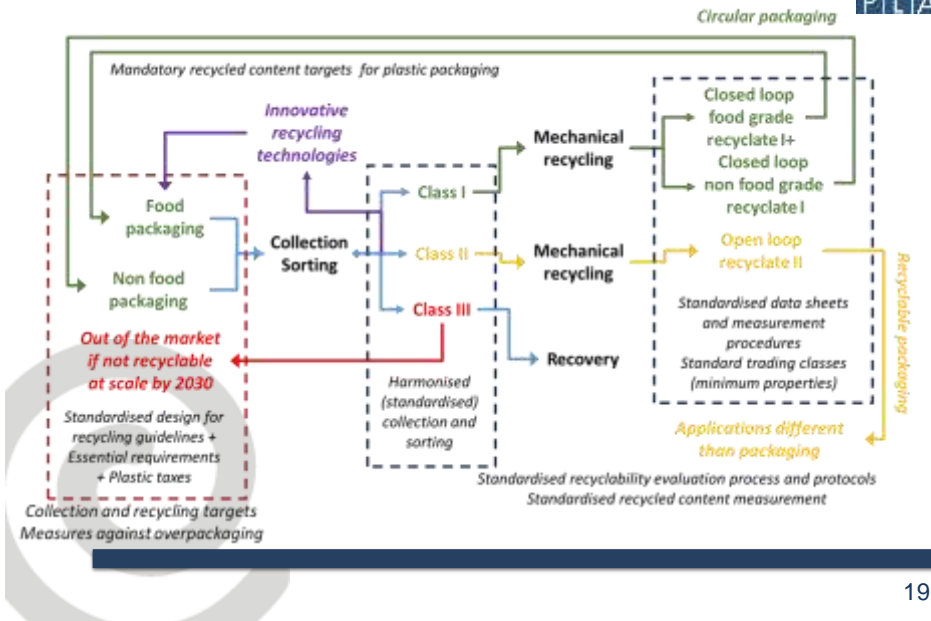 Circular packaging
Mandatory recycled content targets for plastic packaging
Innovative
recycling
technologies
Closed loop
food grade
recyclate I+
Closed loop
non food grade
recyclate I
Mechanical
recycling
Class I
Food
packaging
Collection
Sorting
Class II
Mechanical
recycling
Open loop
recyclate II
Non food
packaging
Class III
Recovery
Out of the market
if not recyclable
at scale by 2030
Standardised design for
recycling guidelines +
Essential requirements
+ Plastic taxes
Harmonised
(standardised)
collection and
sorting
Standardised data sheets
and measurement
procedures
Standard trading classes
(minimum properties)
Recyclable packaging
Applications different
than packaging
Standardised recyclability evaluation process and protocols
Standardised recycled content measurement
Collection and recycling targets
Measures against overpackaging
19